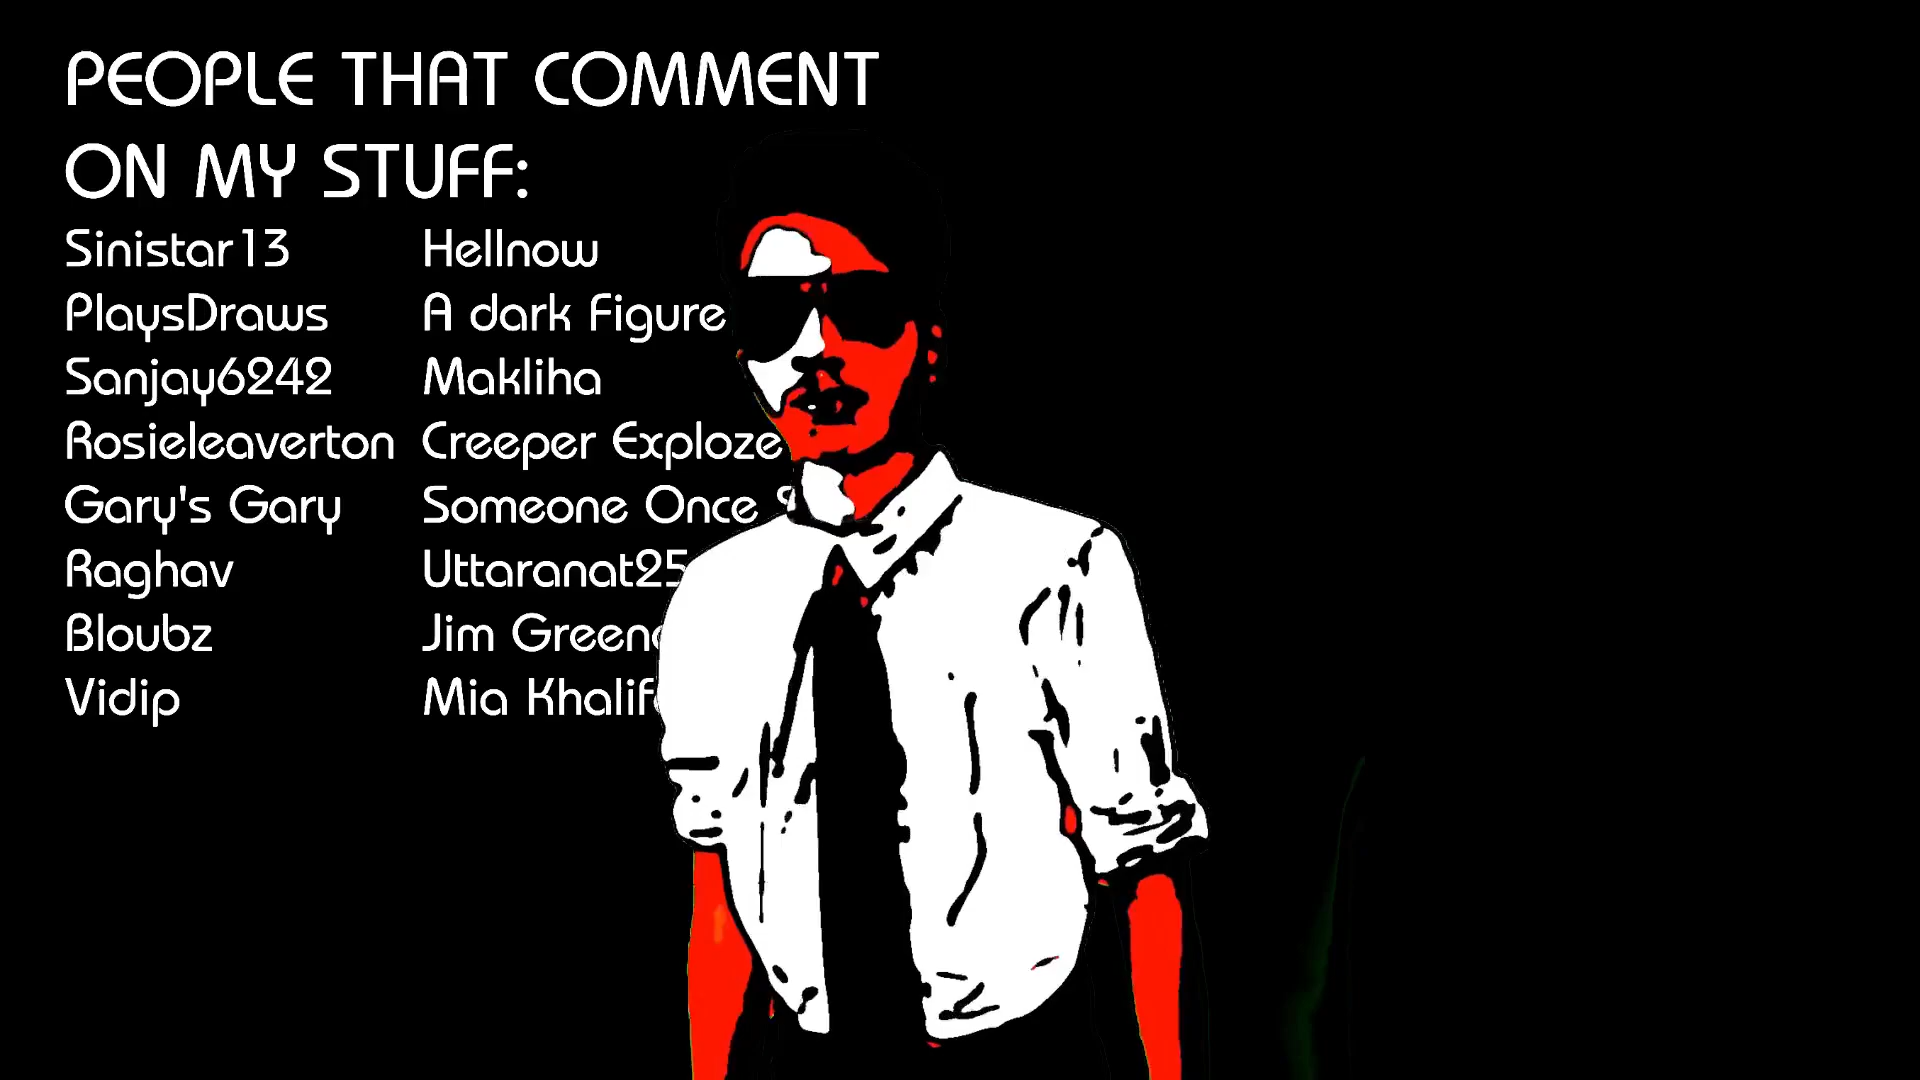 PEOPLE THAT COMMENT
ON MY STUFF:
Sinistar13 Hellnow
PlaysDraws A dark Figure
Sanjay6242 Makliha
Rosieleaverton Creeper Exploze
Gary's Gary Someone Once
Raghav Uttaranat25
Bloubz Jim
Vidip Mia